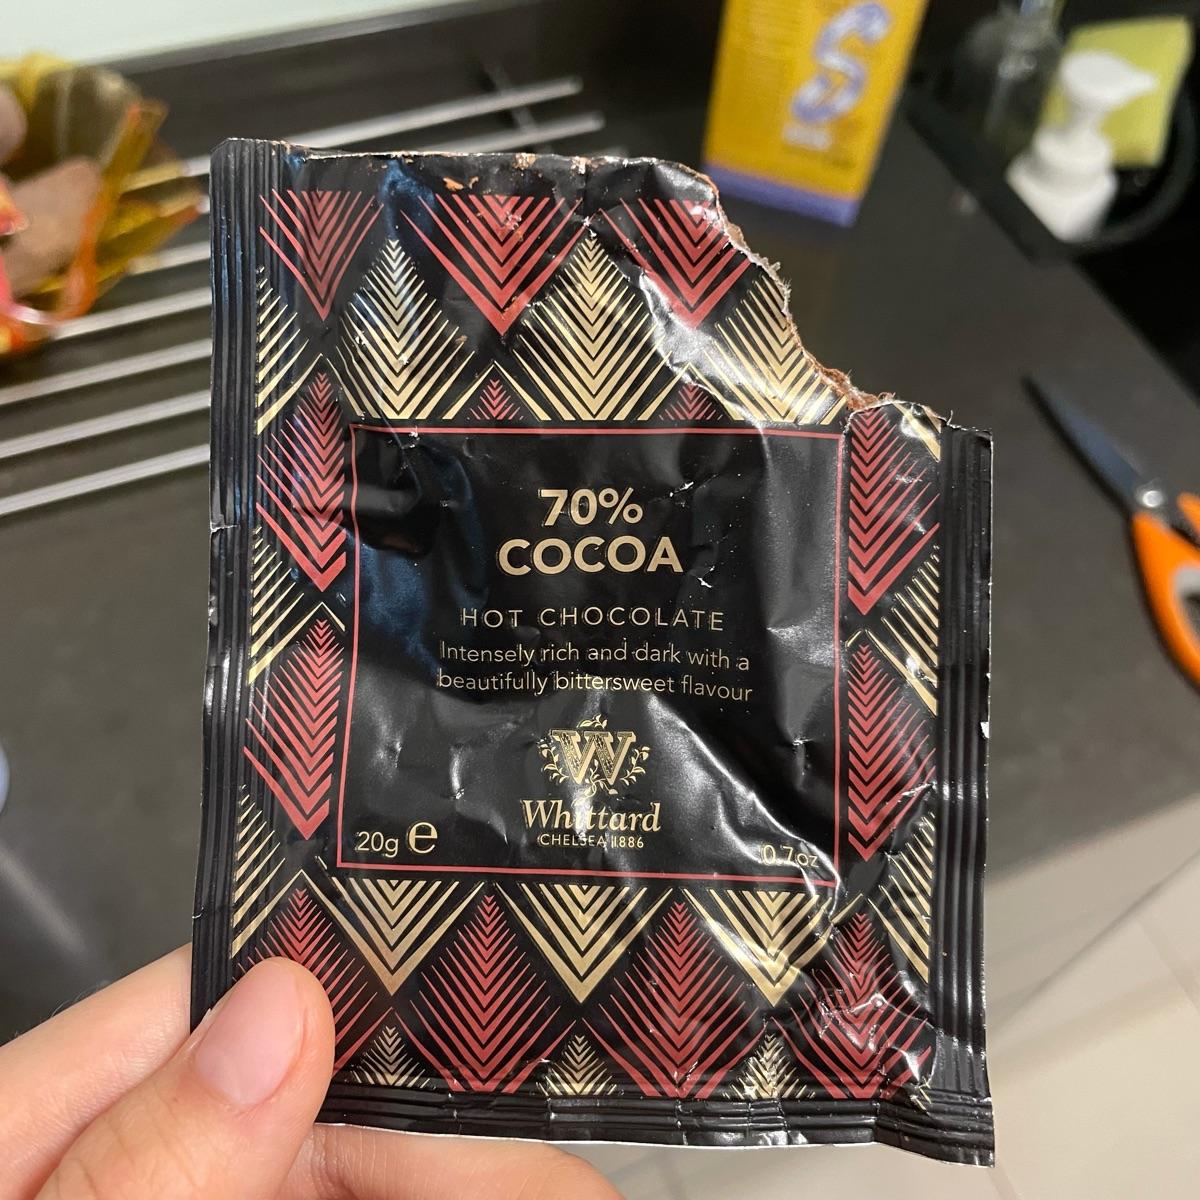 70%
COCOA
HOT CHOCOLATE
Intensely rich and dark with a
beautifully bittersweet flavour
W
Whittard
CHELSEA 1886
20g e
0.7oz
S